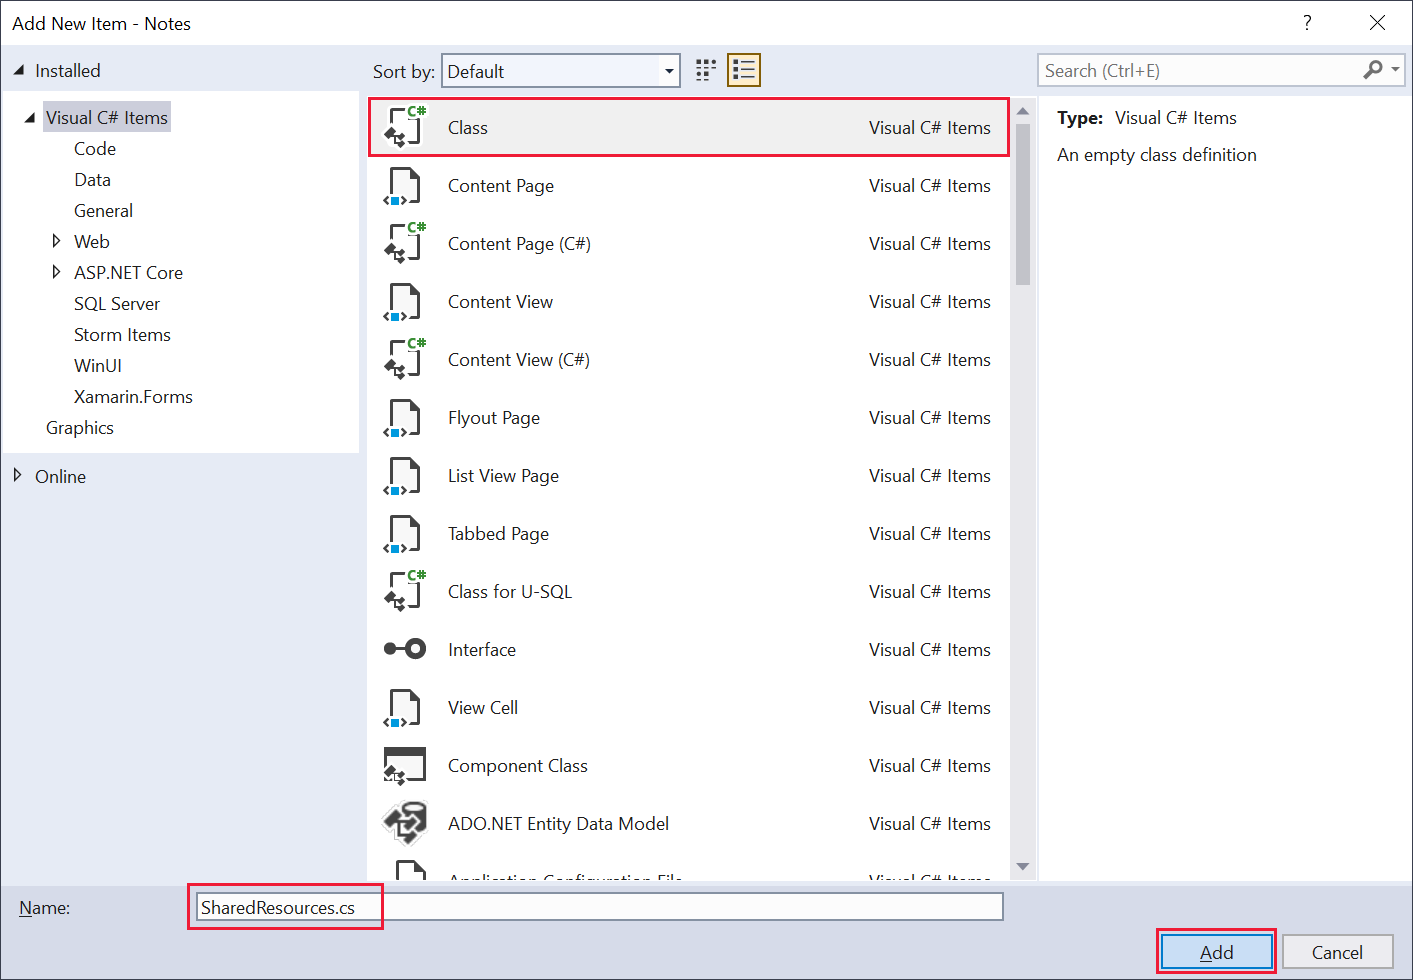 Add New Item - Notes
?
Installed
Sort by: Default
Search (Ctrl+E)
Visual C# Items
Code
Data
General
Web
ASP.NET Core
SQL Server
Storm Items
WinUI
Xamarin.Forms
Graphics
Online
C# Class Visual C# Items
Content Page Visual C# Items
C# Content Page (C#) Visual C# Items
Content View Visual C# Items
C# Content View (C#) Visual C# Items
Flyout Page Visual C# Items
List View Page Visual C# Items
Tabbed Page Visual C# Items
C# Class for U-SQL Visual C# Items
Interface Visual C# Items
View Cell Visual C# Items
Component Class Visual C# Items
ADO.NET Entity Data Model Visual C# Items
Application Configuration File Visual C# Items
Type: Visual C# Items
An empty class definition
Name: SharedResources.cs
Add Cancel